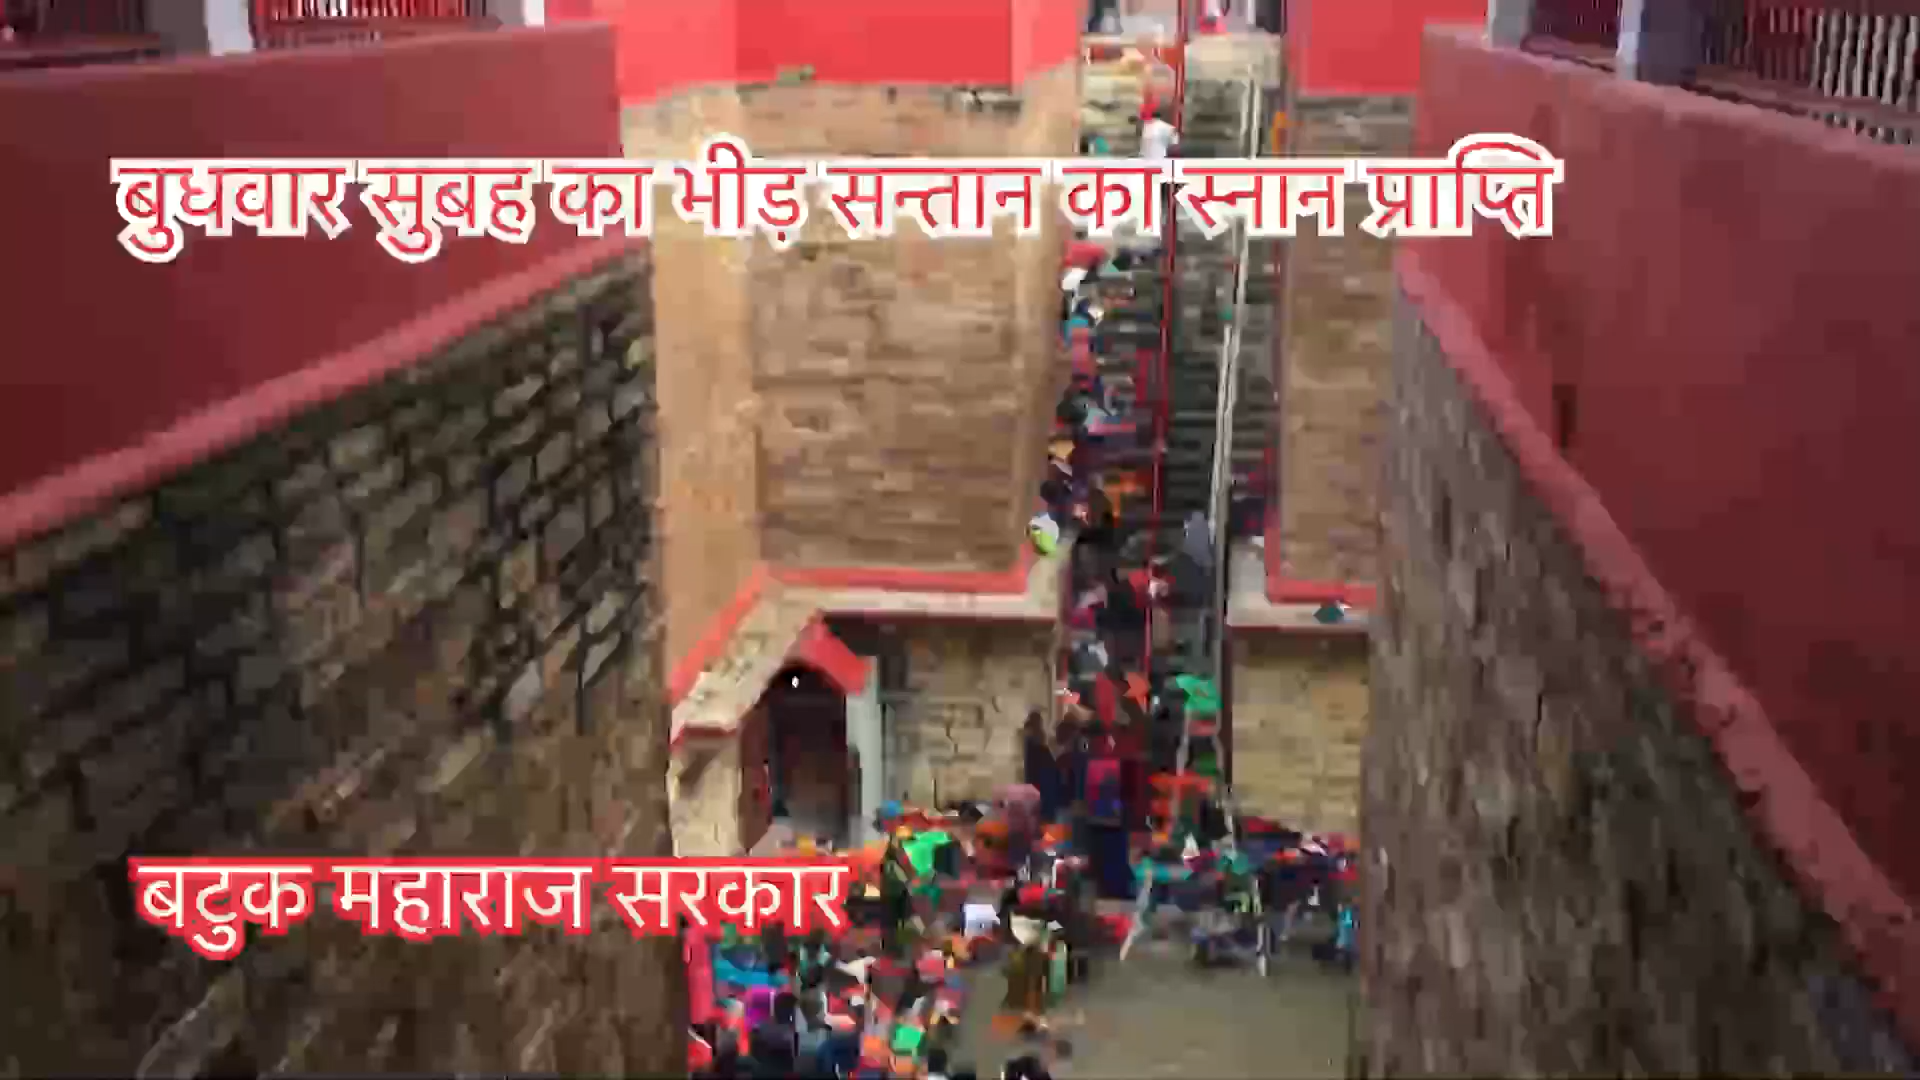 बुधवार सुबह का भीड़ सन्तान का स्नान प्राप्ति
बटुक महाराज सरकार